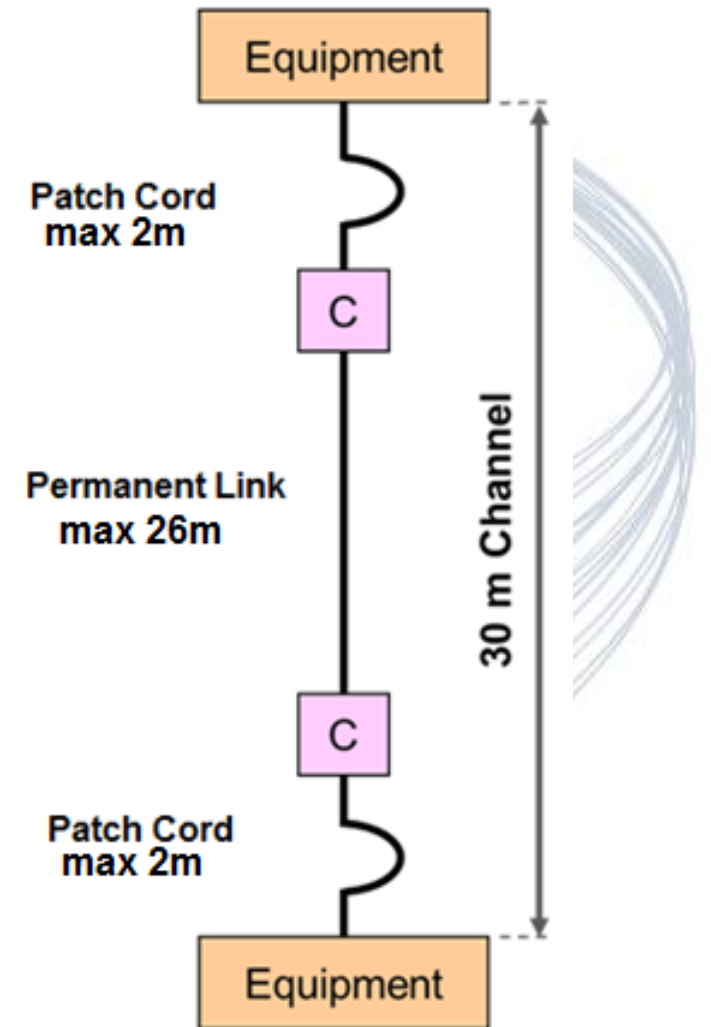 Equipment
Patch Cord
max 2m
C
Permanent Link
max 26m
30 m Channel
C
Patch Cord
max 2m
Equipment